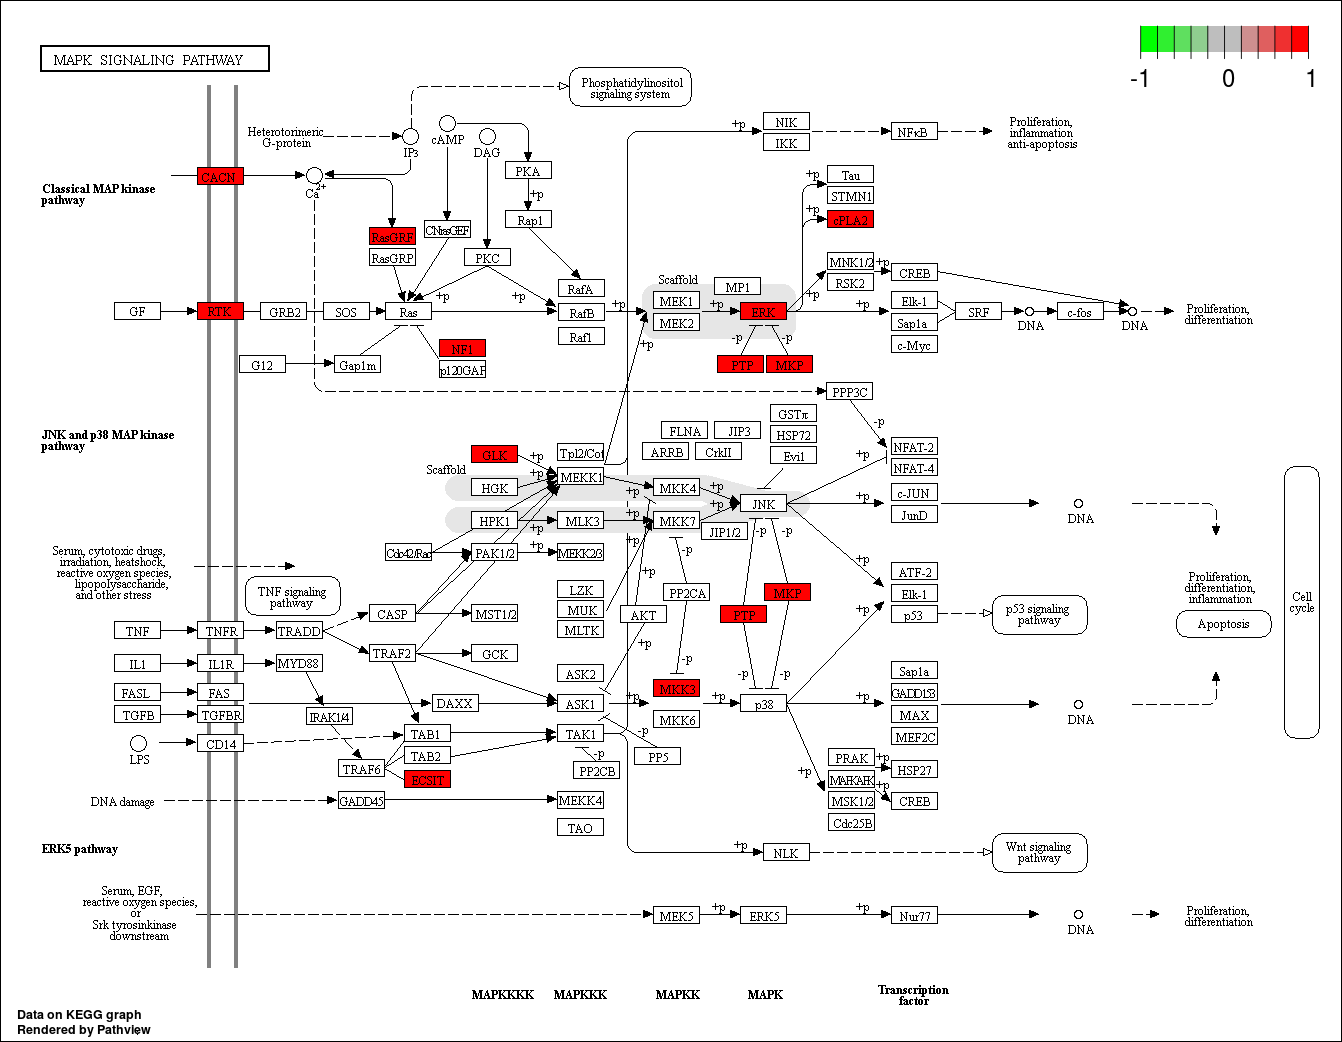 MAPK SIGNALING PATHWAY
-1
0
1
Phosphatidylinositol
signaling system
Heterotorimeric
G-protein
IP3
cAMP
DAG
PKA
+p
Rap1
+p
NIK
IKK
NFκB
Proliferation,
inflammation
anti-apoptosis
Classical MAP kinase
pathway
CACN
Ca2+
RasGRF
RasGRP
CNrasGEF
PKC
RafA
RafB
Raf1
+p
+p
+p
Scaffold
MEK1
MEK2
MP1
+p
ERK
+p
Tau
STMN1
+p
cPLA2
MNK1/2
RSK2
+p
+p
CREB
+p
Elk-1
Sap1a
c-Myc
SRF
DNA
c-fos
DNA
Proliferation,
differentiation
GF
RTK
GRB2
SOS
Ras
G12
Gap1m
NF1
p120GAP
+p
-p
-p
PTP
MKP
PPP3C
-p
JNK and p38 MAP kinase
pathway
Scaffold
GLK
HGK
HPK1
+p
+p
+p
+p
Tpl2/Cot
MEKK1
MLK3
MEKK2/3
FLNA
JIP3
ARRB
CrkII
GSTπ
HSP72
Evi1
MKK4
MKK7
+p
+p
+p
+p
+p
JNK
JIP1/2
+p
NFAT-2
NFAT-4
+p
c-JUN
JunD
DNA
Cdc42/Rac
PAK1/2
Serum, cytotoxic drugs,
irradiation, heatshock,
reactive oxygen species,
lipopolysaccharide,
and other stress
TNF signaling
pathway
CASP
MST1/2
LZK
MUK
MLTK
+p
AKT
+p
-p
PP2CA
-p
-p
-p
MKP
PTP
-p
-p
+p
+p
ATF-2
Elk-1
p53
p53 signaling
pathway
Proliferation,
differentiation,
inflammation
Apoptosis
Cell
cycle
TNF
TNFR
TRADD
IL1
IL1R
MYD88
TRAF2
GCK
FASL
FAS
TGFB
TGFBR
IRAK1/4
DAXX
ASK2
ASK1
+p
MKK3
MKK6
+p
p38
+p
Sap1a
GADD153
MAX
MEF2C
DNA
LPS
CD14
TAB1
TAB2
ECSIT
TRAF6
TAK1
-p
PP2CB
-p
PP5
+p
PRAK
MAPKAPK
MSK1/2
Cdc25B
+p
+p
HSP27
CREB
DNA damage
GADD45
MEKK4
TAO
ERK5 pathway
+p
NLK
Wnt signaling
pathway
Serum, EGF,
reactive oxygen species,
or
Srk tyrosinkinase
downstream
MEK5
+p
ERK5
+p
Nur77
DNA
Proliferation,
differentiation
MAPKKKK
MAPKKK
MAPKK
MAPK
Transcription
factor
Data on KEGG graph
Rendered by Pathview